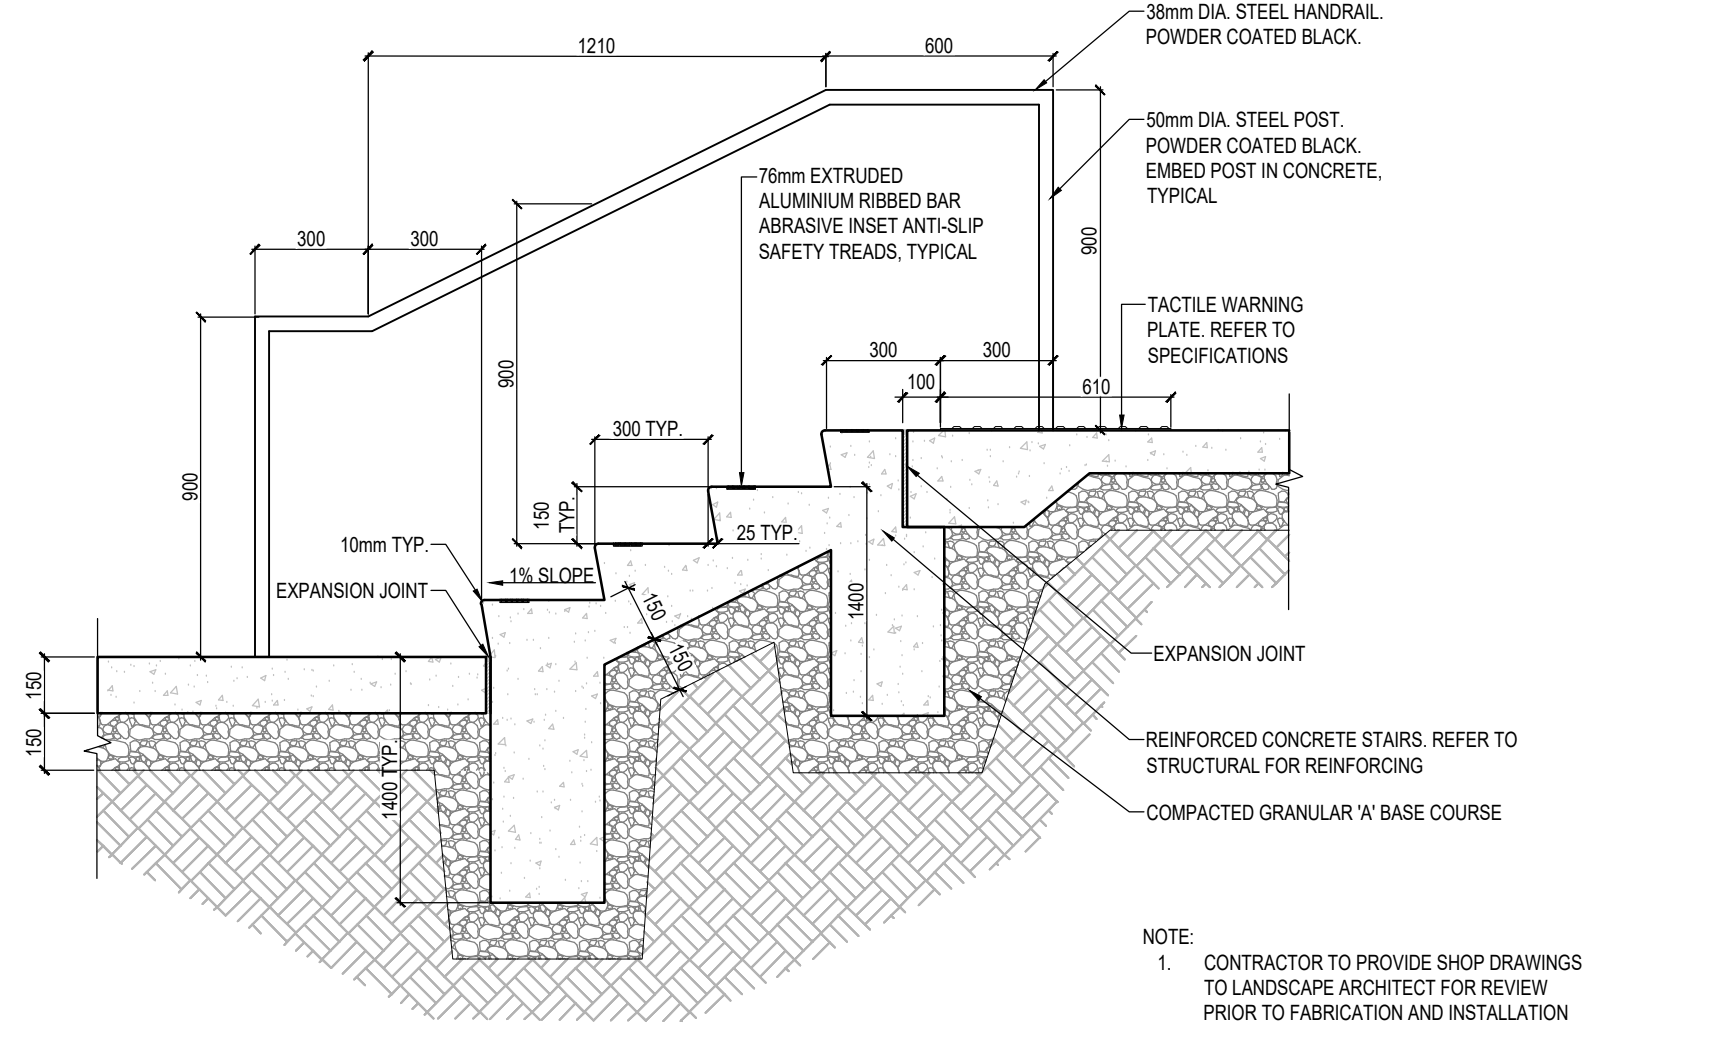 38mm DIA. STEEL HANDRAIL.
POWDER COATED BLACK.
1210
600
50mm DIA. STEEL POST.
POWDER COATED BLACK.
EMBED POST IN CONCRETE,
TYPICAL
76mm EXTRUDED
ALUMINIUM RIBBED BAR
ABRASIVE INSET ANTI-SLIP
SAFETY TREADS, TYPICAL
300
300
900
TACTILE WARNING
PLATE. REFER TO
SPECIFICATIONS
300
300
900
100
610
300 TYP.
900
150
TYP.
25 TYP.
10mm TYP.
1% SLOPE
EXPANSION JOINT
150
1400
150
EXPANSION JOINT
150
150
1400 TYP.
REINFORCED CONCRETE STAIRS. REFER TO
STRUCTURAL FOR REINFORCING
COMPACTED GRANULAR 'A' BASE COURSE
NOTE:
1. CONTRACTOR TO PROVIDE SHOP DRAWINGS
TO LANDSCAPE ARCHITECT FOR REVIEW
PRIOR TO FABRICATION AND INSTALLATION